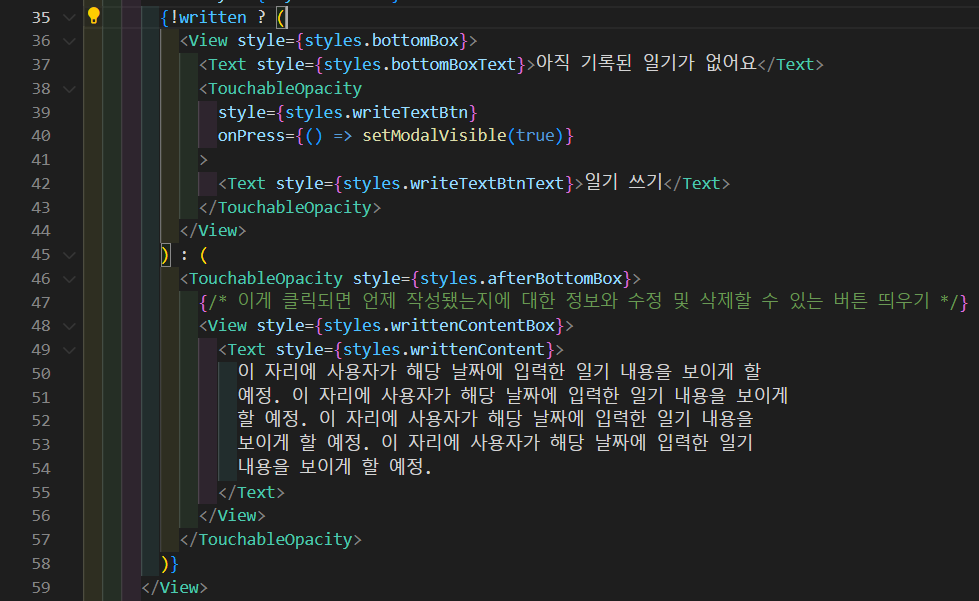 35 {!written ? (
36 <View style={styles.bottomBox}>
37 <Text style={styles.bottomBoxText}>아직 기록된 일기가 없어요</Text>
38 <TouchableOpacity
39 style={styles.writeTextBtn}
40 onPress={() => setModalVisible(true)}
41 >
42 <Text style={styles.writeTextBtnText}>일기 쓰기</Text>
43 </TouchableOpacity>
44 </View>
45 ) : (
46 <TouchableOpacity style={styles.afterBottomBox}>
47 {/* 이게 클릭되면 언제 작성됐는지에 대한 정보와 수정 및 삭제할 수 있는 버튼 띄우기 */}
48 <View style={styles.writtenContentBox}>
49 <Text style={styles.writtenContent}>
50 이 자리에 사용자가 해당 날짜에 입력한 일기 내용을 보이게 할
51 예정. 이 자리에 사용자가 해당 날짜에 입력한 일기 내용을 보이게
52 할 예정. 이 자리에 사용자가 해당 날짜에 입력한 일기 내용을
53 보이게 할 예정. 이 자리에 사용자가 해당 날짜에 입력한 일기
54 내용을 보이게 할 예정.
55 </Text>
56 </View>
57 </TouchableOpacity>
58 )}
59 </View>